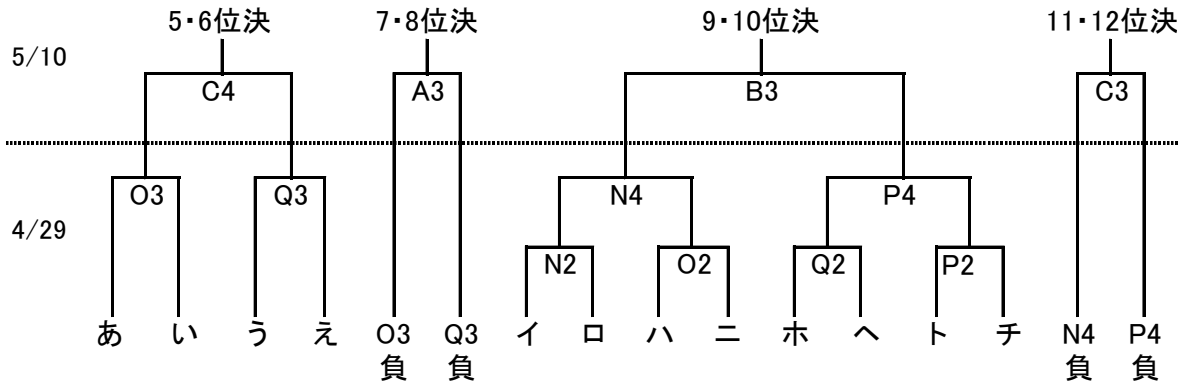 5・6位決 7・8位決 9・10位決 11・12位決
5/10
C4 A3 B3 C3
O3 Q3 N4 P4
4/29
N2 O2 Q2 P2
あ い う え O3 Q3 イ ロ ハ ニ ホ ヘ ト チ N4 P4
負 負 負 負